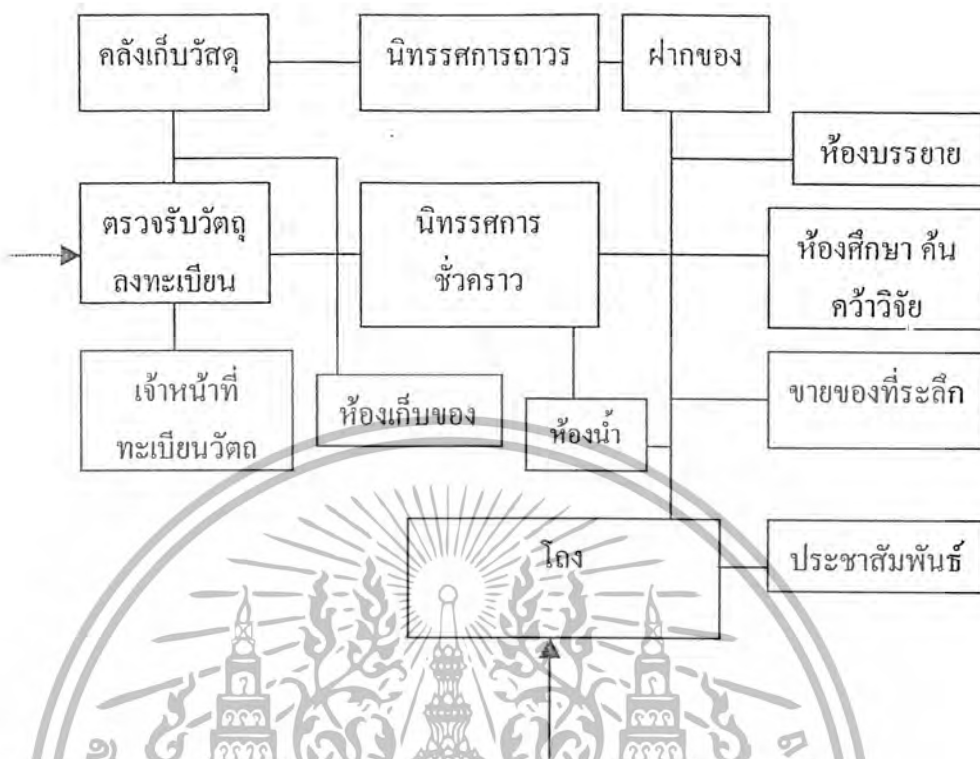 คลังเก็บวัสดุ
นิทรรศการถาวร
ฝากของ
ห้องบรรยาย
ตรวจรับวัตถุ
ลงทะเบียน
นิทรรศการ
ชั่วคราว
ห้องศึกษา ค้น
คว้าวิจัย
เจ้าหน้าที่
ทะเบียนวัตถ
ห้องเก็บของ
ห้องน้ำ
ขายของที่ระลึก
โถง
ประชาสัมพันธ์